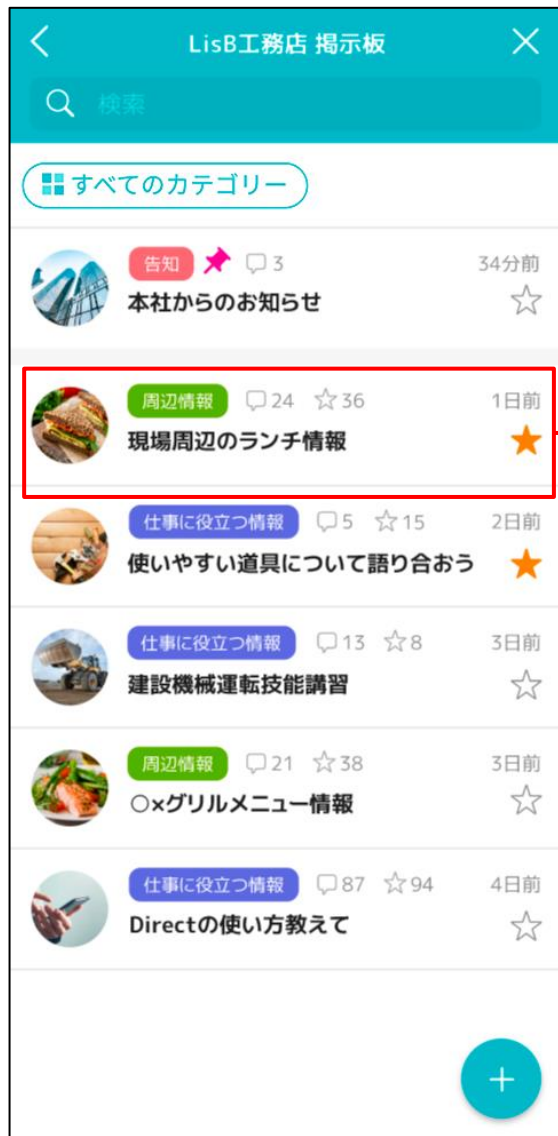 LisB工務店 掲示板
検索
すべてのカテゴリー
告知 3 34分前
本社からのお知らせ
周辺情報 24 36 1日前
現場周辺のランチ情報
仕事に役立つ情報 5 15 2日前
使いやすい道具について語り合おう
仕事に役立つ情報 13 8 3日前
建設機械運転技能講習
周辺情報 21 38 3日前
○×グリルメニュー情報
仕事に役立つ情報 87 94 4日前
Directの使い方教えて